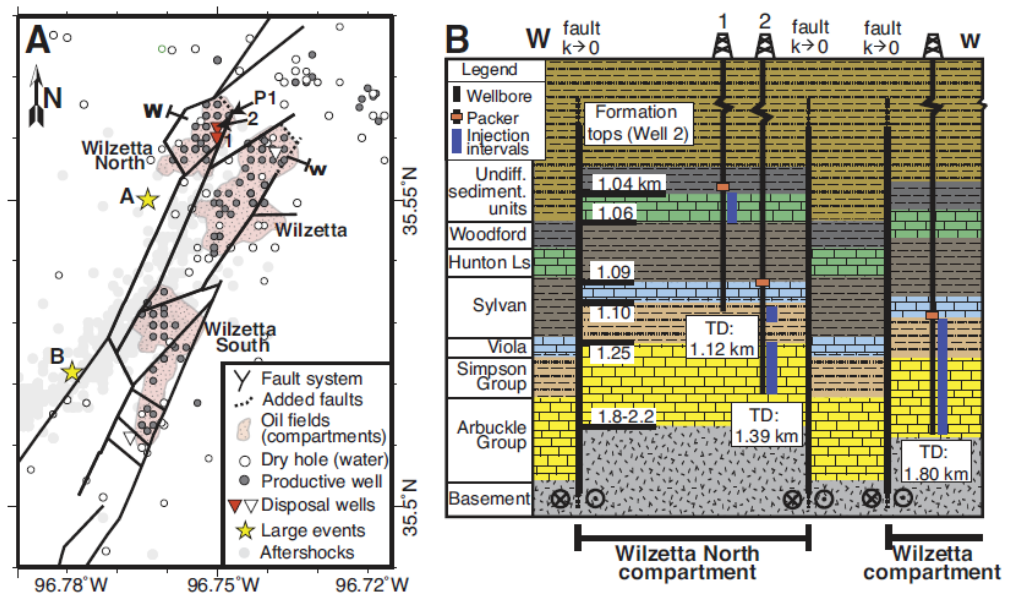 A
N
w
P1
2
1
Wilzetta
North
w
A
Wilzetta
B
Wilzetta
South
Fault system
Added faults
Oil fields
(compartments)
Dry hole (water)
Productive well
Disposal wells
Large events
Aftershocks
35.55°N
35.5°N
96.78°W
96.75°W
96.72°W
B
W
fault
k→0
1
2
fault
k→0
fault
k→0
w
Legend
Wellbore
Packer
Injection
intervals
Formation
tops (Well 2)
Undiff.
sediment.
units
Woodford
Hunton Ls
Sylvan
Viola
Simpson
Group
Arbuckle
Group
Basement
1.04 km
1.06
1.09
1.10
1.25
1.8-2.2
TD:
1.12 km
TD:
1.39 km
TD:
1.80 km
Wilzetta North
compartment
Wilzetta
compartment